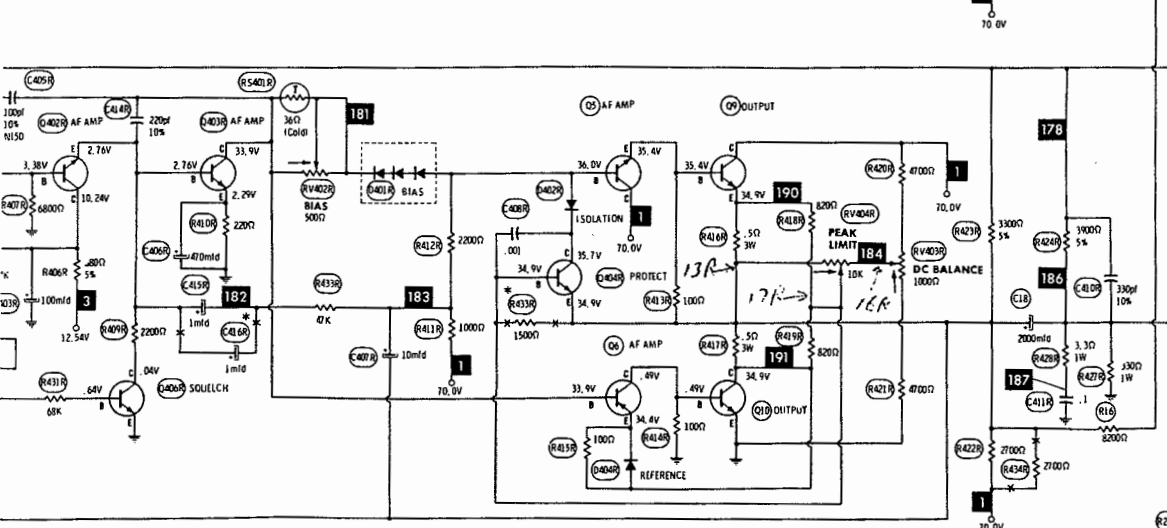 70.0V
C405R
100pf
10%
N150
Q402R AF AMP
C414R
220pf
10%
Q403R AF AMP
RS401R
T
36Ω
(Cold)
181
Q5 AF AMP
Q9 OUTPUT
178
3.38V
B
E
2.76V
C
10.24V
2.76V
B
C
33.9V
E
2.29V
R407R
6800Ω
RV402R
BIAS
500Ω
D401R
BIAS
36.0V
B
E
35.4V
C
1
70.0V
35.4V
B
C
E
34.9V
190
R420R
4700Ω
1
70.0V
D402R
ISOLATION
C408R
.001
820Ω
R418R
RV404R
PEAK
LIMIT
184
10K
RV403R
DC BALANCE
1000Ω
R423R
3300Ω
5%
R424R
3900Ω
5%
186
C410R
330pf
10%
R410R
220Ω
C406R
470mfd
R412R
2200Ω
35.7V
C
34.9V
B
Q404R PROTECT
E
34.9V
R416R
.5Ω
3W
13R
17R
16R
R406R
5%
100mfd
3
12.54V
C415R
1mfd
182
C416R
1mfd
R433R
47K
183
R413R
100Ω
R433R
1500Ω
C18
2000mfd
R409R
2200Ω
R411R
1000Ω
1
70.0V
C407R
10mfd
Q6 AF AMP
R417R
.5Ω
3W
R419R
820Ω
191
R428R
3.3Ω
1W
R427R
330Ω
1W
187
C411R
.1
R431R
68K
.64V
B
C
.04V
E
Q406R SQUELCH
33.9V
B
C
.49V
E
34.4V
.49V
B
C
34.9V
E
Q10 OUTPUT
R421R
4700Ω
R16
8200Ω
R415R
100Ω
R414R
100Ω
D404R
REFERENCE
R422R
2700Ω
R434R
2700Ω
1
70.0V